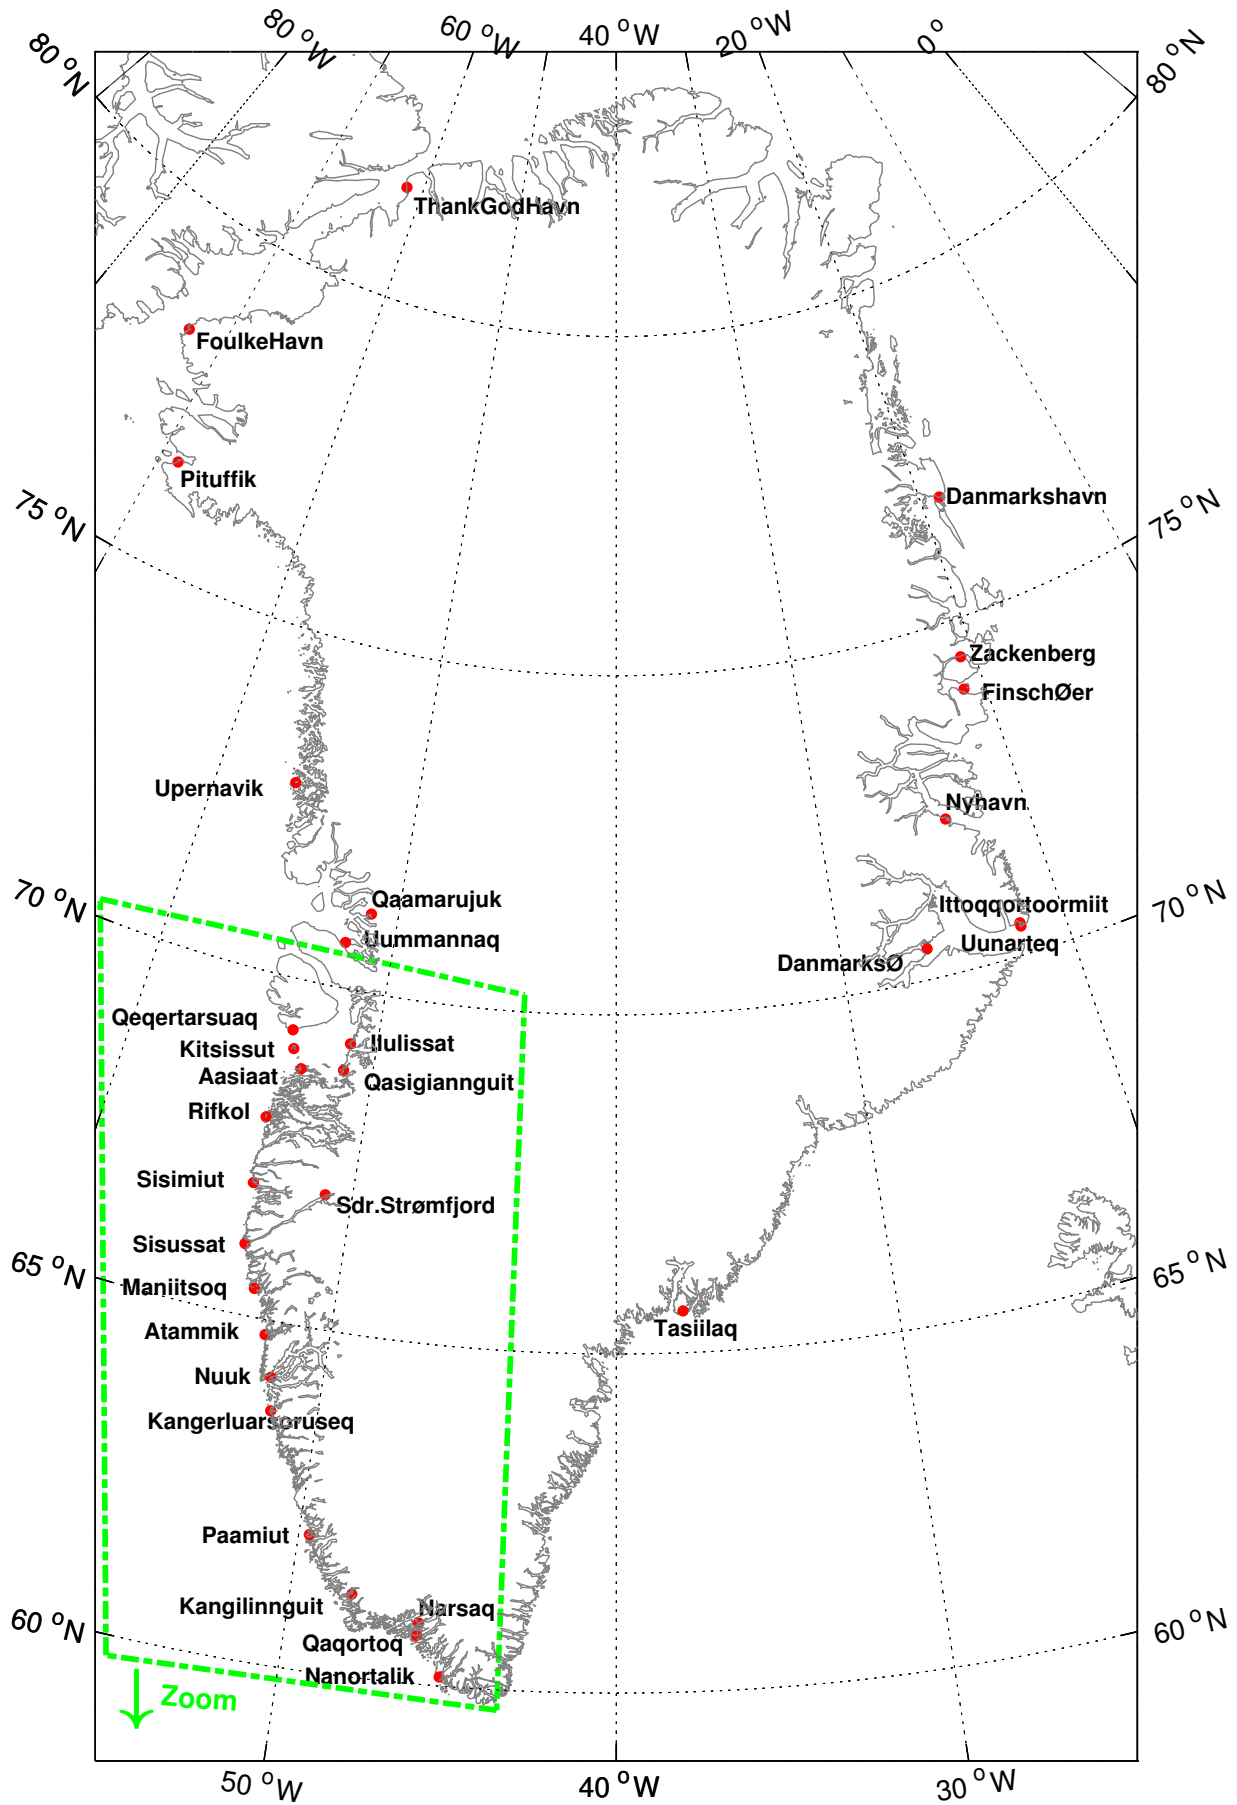 80 °W
60 °W
40 °W
20 °W
0°
80 °N
80 °N
ThankGodHavn
FoulkeHavn
Pituffik
75 °N
Danmarkshavn
75 °N
Zackenberg
FinschØer
Upernavik
Nyhavn
70 °N
Qaamarujuk
Ittoqqortoormiit
70 °N
Uummannaq
Uunarteq
DanmarksØ
Qeqertarsuaq
Kitsissut
Ilulissat
Aasiaat
Qasigiannguit
Rifkol
Sisimiut
Sdr.Strømfjord
Sisussat
65 °N
Maniitsoq
65 °N
Atammik
Tasiilaq
Nuuk
Kangerluarsoruseq
Paamiut
Kangilinnguit
Narsaq
60 °N
Qaqortoq
60 °N
Nanortalik
Zoom
50 °W
40 °W
30 °W